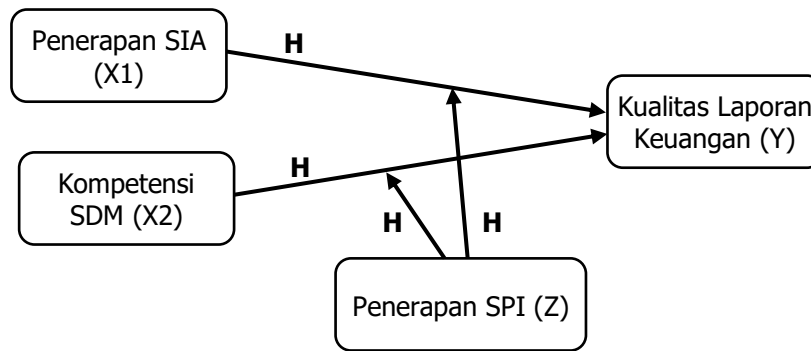 Penerapan SIA
(X1)
H
Kualitas Laporan
Keuangan (Y)
H
Kompetensi
SDM (X2)
H
H
Penerapan SPI (Z)